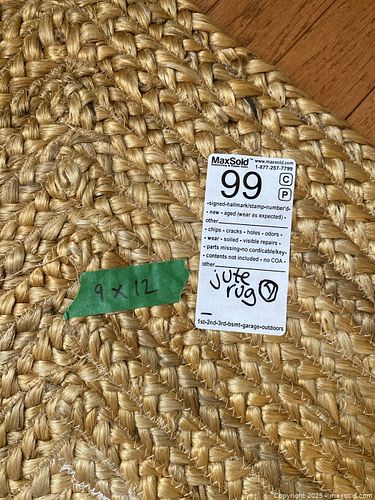 MaxSold™ www.maxsold.com
1-877-257-7799
99 C
P
-signed-hallmark/stamp-number'd-
- new - aged (wear as expected) -
other
- chips - cracks - holes - odors -
- wear - soiled - visible repairs -
- parts missing-no cord/cable/key-
- contents not included - no COA -
other
jute
rug
9 x 12
1st-2nd-3rd-bsmt-garage-outdoors
Copyright 2025 - maxsold.com